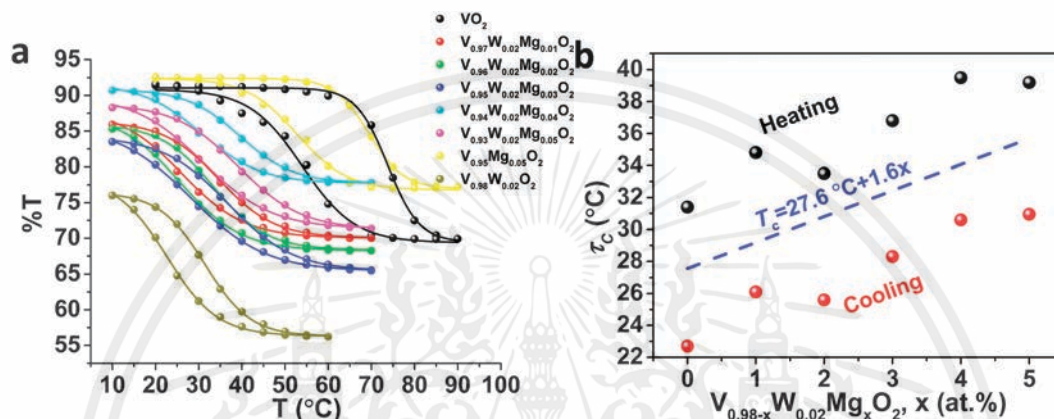 a
%T
95
90
85
80
75
70
65
60
55
10 20 30 40 50 60 70 80 90 100
T (°C)
VO₂
V₀.₉₇W₀.₀₂Mg₀.₀₁O₂
V₀.₉₆W₀.₀₂Mg₀.₀₂O₂
V₀.₉₅W₀.₀₂Mg₀.₀₃O₂
V₀.₉₄W₀.₀₂Mg₀.₀₄O₂
V₀.₉₃W₀.₀₂Mg₀.₀₅O₂
V₀.₉₅Mg₀.₀₅O₂
V₀.₉₈W₀.₀₂O₂
b
τ_C (°C)
40
38
36
34
32
30
28
26
24
22
Heating
T_c=27.6 °C+1.6x
Cooling
0 1 2 3 4 5
V₀.₉₈₋ₓW₀.₀₂MgₓO₂, x (at.%)